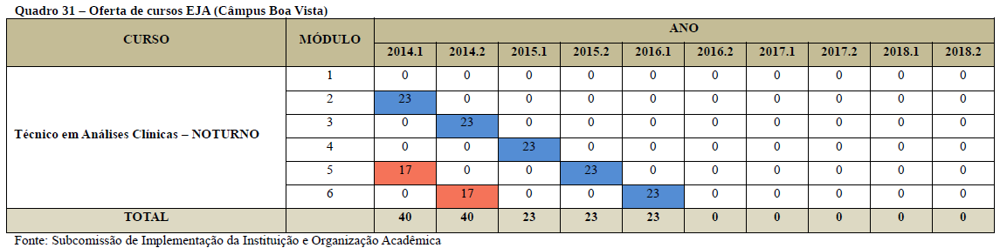 Quadro 31 – Oferta de cursos EJA (Câmpus Boa Vista)
CURSO MÓDULO ANO
2014.1 2014.2 2015.1 2015.2 2016.1 2016.2 2017.1 2017.2 2018.1 2018.2
Técnico em Análises Clínicas – NOTURNO
1 0 0 0 0 0 0 0 0 0 0
2 23 0 0 0 0 0 0 0 0 0
3 0 23 0 0 0 0 0 0 0 0
4 0 0 23 0 0 0 0 0 0 0
5 17 0 0 23 0 0 0 0 0 0
6 0 17 0 0 23 0 0 0 0 0
TOTAL 40 40 23 23 23 0 0 0 0 0
Fonte: Subcomissão de Implementação da Instituição e Organização Acadêmica